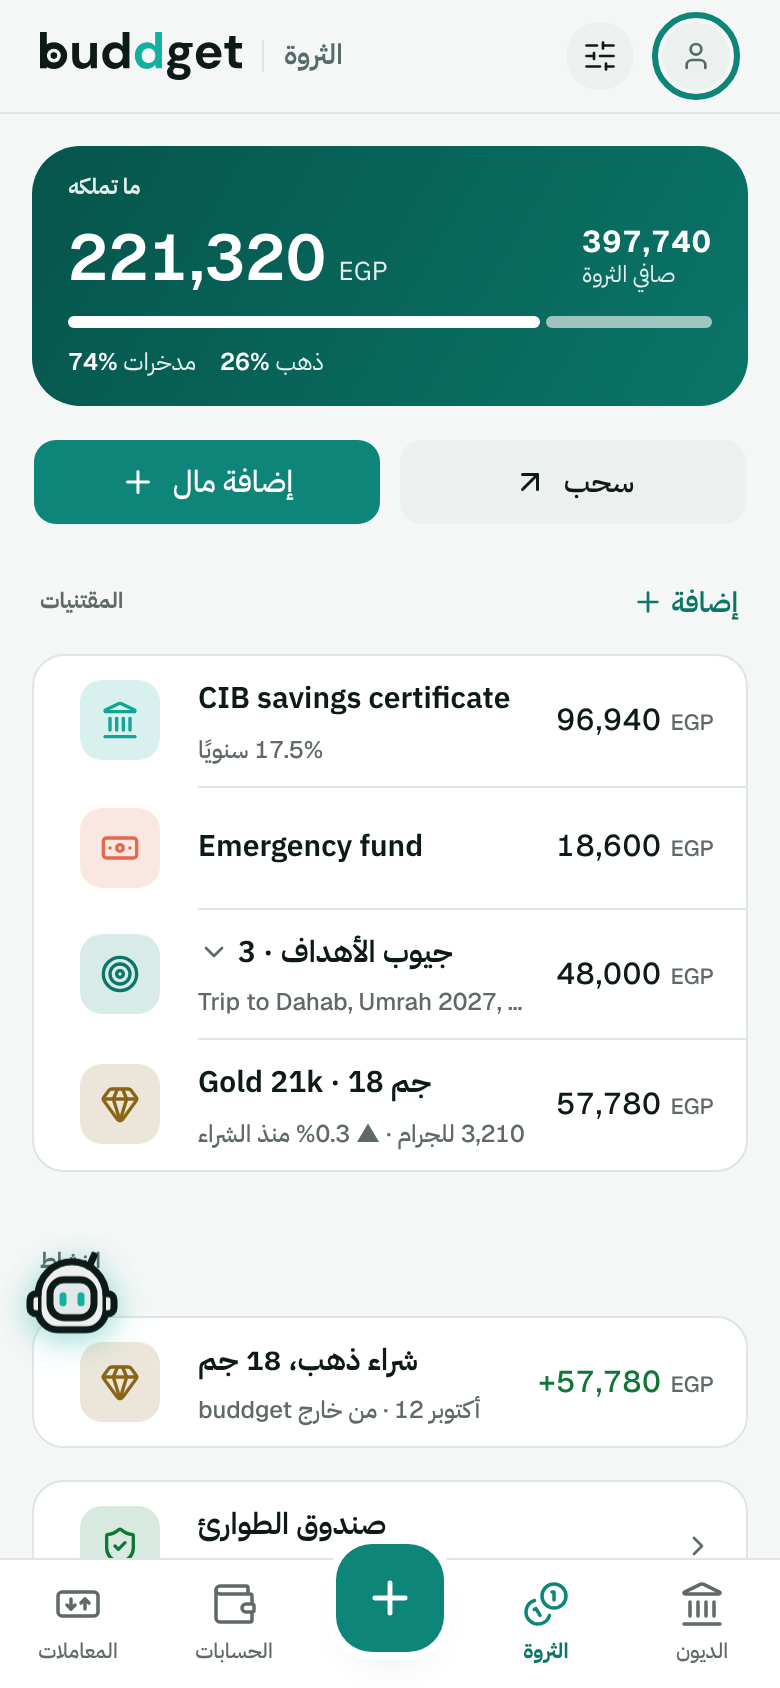 buddget
الثروة
ما تملكه
221,320 EGP
397,740
صافي الثروة
74% مدخرات
26% ذهب
إضافة مال
سحب
المقتنيات
إضافة
CIB savings certificate
96,940 EGP
17.5% سنويًا
Emergency fund
18,600 EGP
جيوب الأهداف · 3
48,000 EGP
Trip to Dahab, Umrah 2027, ...
Gold 21k · 18 جم
57,780 EGP
3,210 للجرام · ▲ 0.3% منذ الشراء
شراء ذهب، 18 جم
+57,780 EGP
12 أكتوبر · من خارج buddget
صندوق الطوارئ
المعاملات
الحسابات
الثروة
الديون